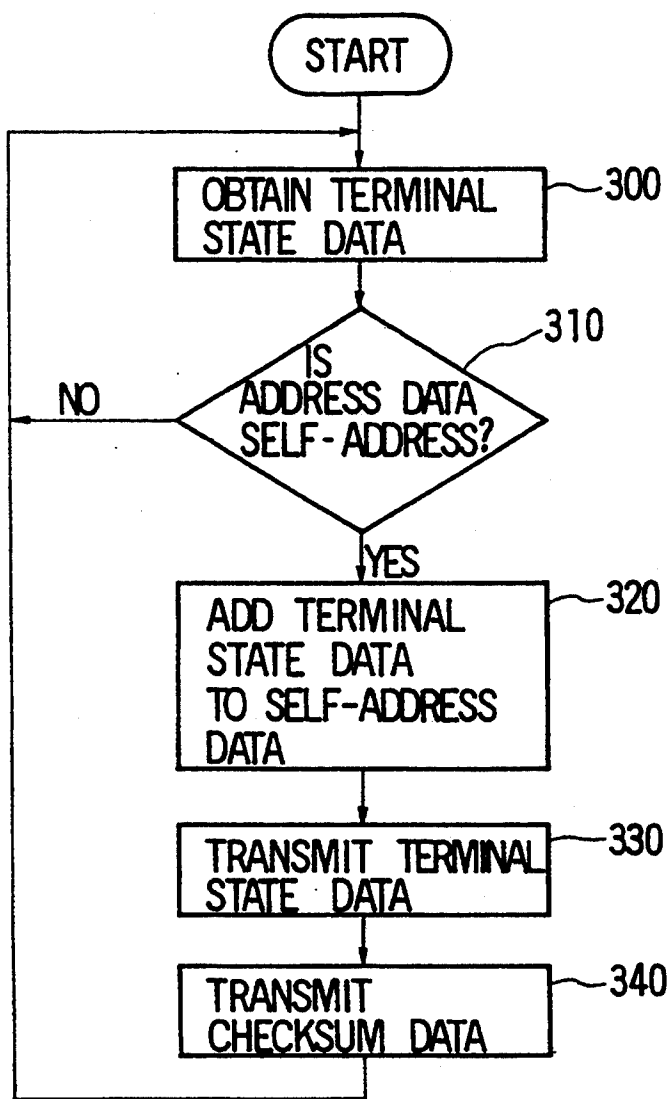 START
OBTAIN TERMINAL
STATE DATA
300
310
IS
ADDRESS DATA
SELF-ADDRESS?
NO
YES
320
ADD TERMINAL
STATE DATA
TO SELF-ADDRESS
DATA
330
TRANSMIT TERMINAL
STATE DATA
340
TRANSMIT
CHECKSUM DATA